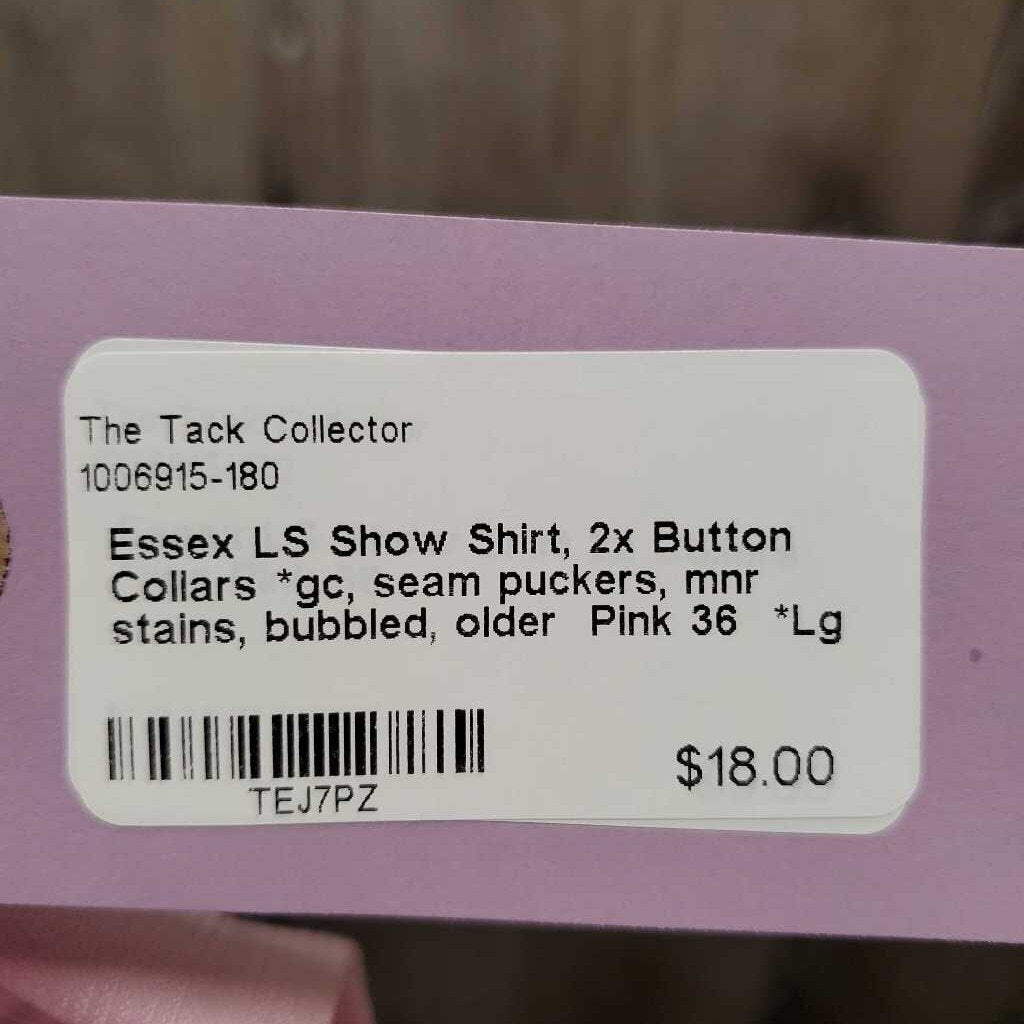 The Tack Collector
1006915-180
Essex LS Show Shirt, 2x Button
Collars *gc, seam puckers, mnr
stains, bubbled, older Pink 36 *Lg
TEJ7PZ
$18.00